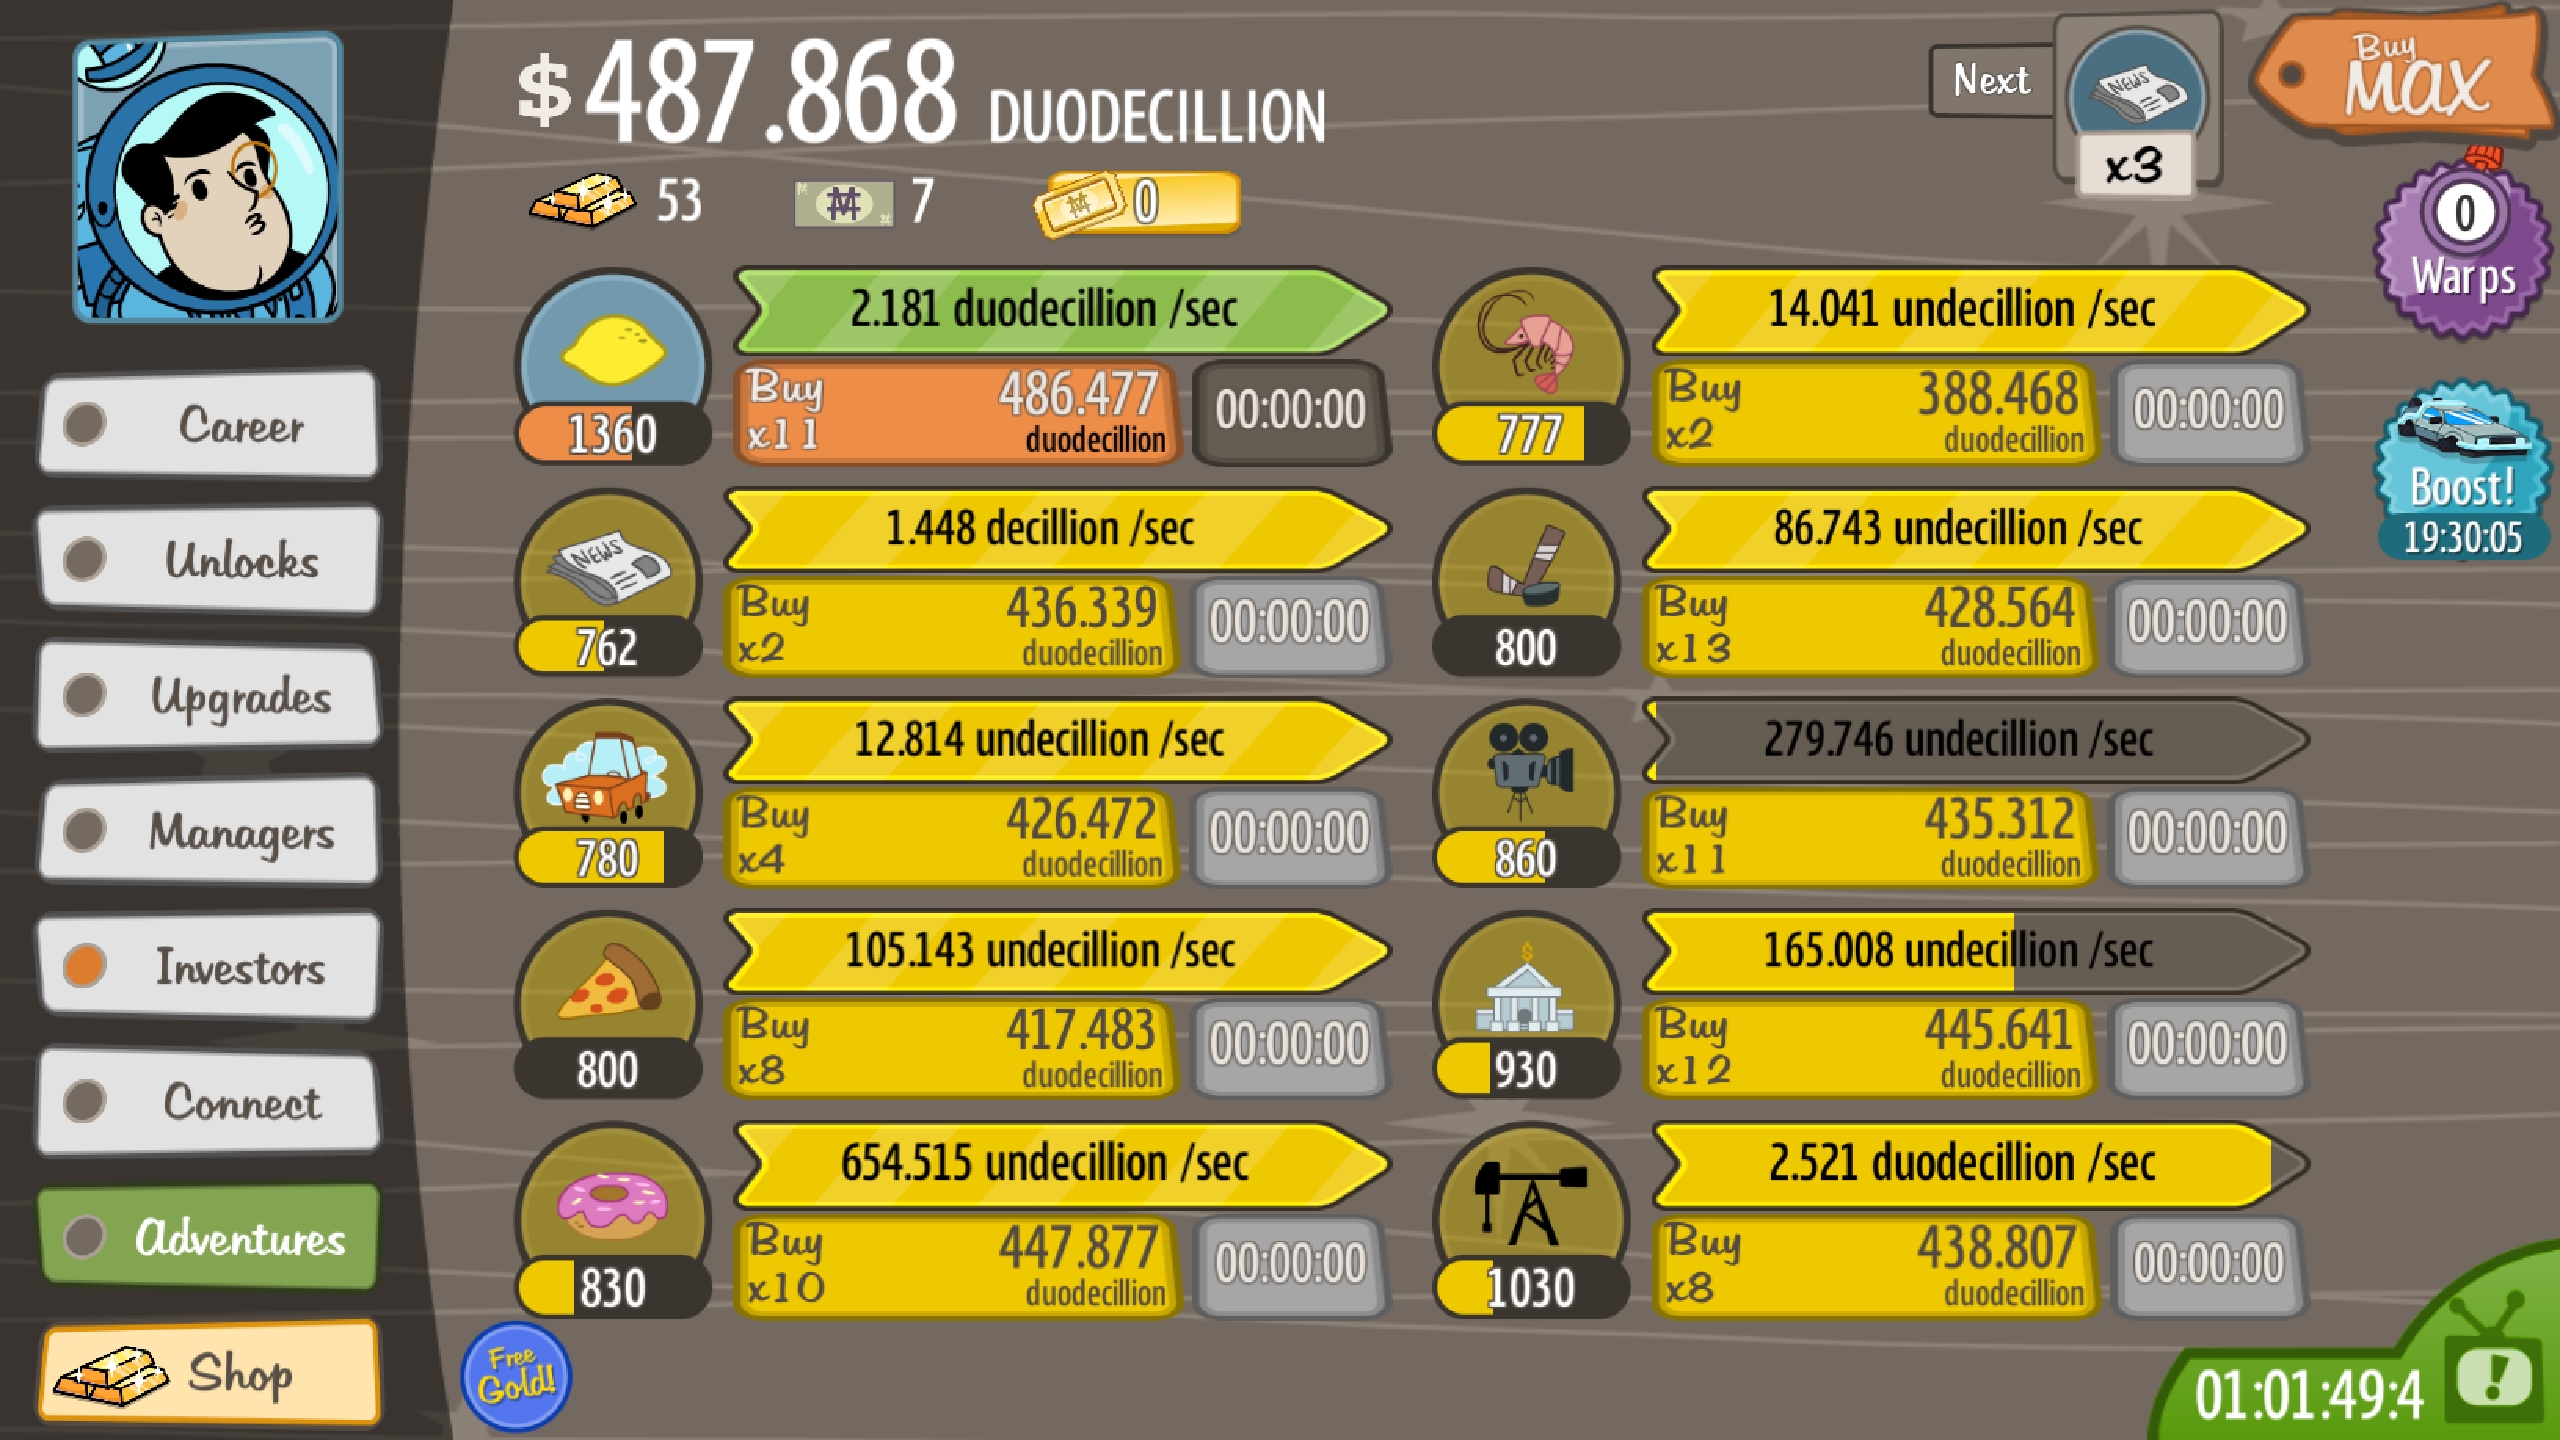 $487.868 DUODECILLION
53
7
0
Next
NEWS
x3
Buy
MAX
0
Warps
Boost!
19:30:05
Career
Unlocks
Upgrades
Managers
Investors
Connect
Adventures
Shop
2.181 duodecillion /sec
1360
Buy
x11
486.477
duodecillion
00:00:00
NEWS
762
1.448 decillion /sec
Buy
x2
436.339
duodecillion
00:00:00
780
12.814 undecillion /sec
Buy
x4
426.472
duodecillion
00:00:00
800
105.143 undecillion /sec
Buy
x8
417.483
duodecillion
00:00:00
830
654.515 undecillion /sec
Buy
x10
447.877
duodecillion
00:00:00
777
14.041 undecillion /sec
Buy
x2
388.468
duodecillion
00:00:00
800
86.743 undecillion /sec
Buy
x13
428.564
duodecillion
00:00:00
860
279.746 undecillion /sec
Buy
x11
435.312
duodecillion
00:00:00
930
165.008 undecillion /sec
Buy
x12
445.641
duodecillion
00:00:00
1030
2.521 duodecillion /sec
Buy
x8
438.807
duodecillion
00:00:00
Free
Gold!
01:01:49:4
!